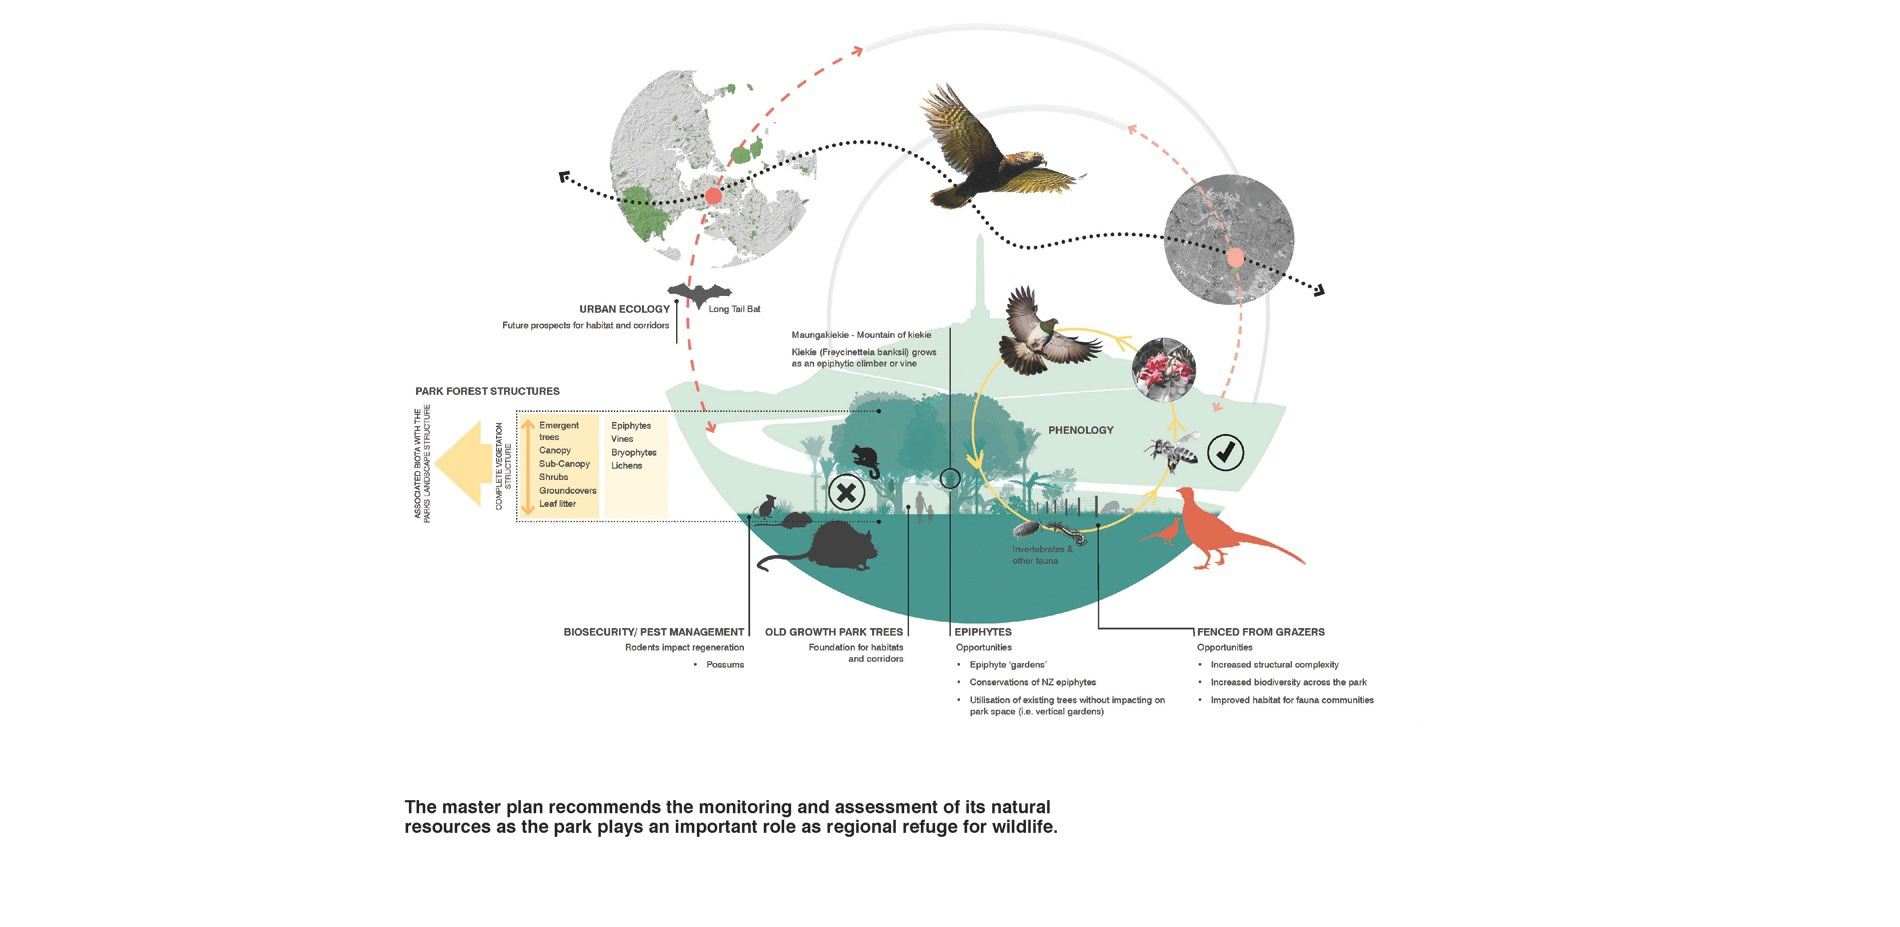 URBAN ECOLOGY
Future prospects for habitat and corridors
Long Tail Bat
Maungakiekie - Mountain of kiekie
Kiekie (Freycinetteia banksii) grows
as an epiphytic climber or vine
PARK FOREST STRUCTURES
ASSOCIATED BIOTA WITH THE
PARKS LANDSCAPE STRUCTURE
COMPLETE VEGETATION
STRUCTURE
Emergent
trees
Canopy
Sub-Canopy
Shrubs
Groundcovers
Leaf litter
Epiphytes
Vines
Bryophytes
Lichens
PHENOLOGY
Invertebrates &
other fauna
BIOSECURITY/ PEST MANAGEMENT
Rodents impact regeneration
• Possums
OLD GROWTH PARK TREES
Foundation for habitats
and corridors
EPIPHYTES
Opportunities
• Epiphyte ‘gardens’
• Conservations of NZ epiphytes
• Utilisation of existing trees without impacting on
park space (i.e. vertical gardens)
FENCED FROM GRAZERS
Opportunities
• Increased structural complexity
• Increased biodiversity across the park
• Improved habitat for fauna communities
The master plan recommends the monitoring and assessment of its natural
resources as the park plays an important role as regional refuge for wildlife.